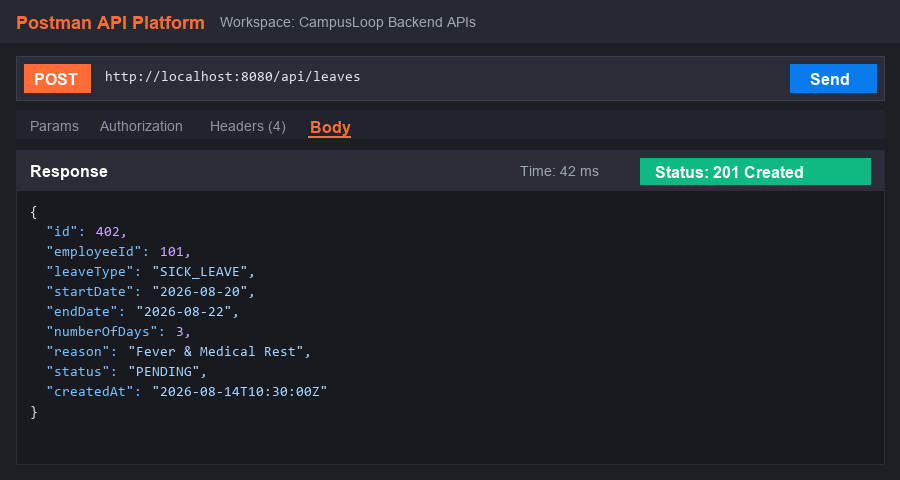 Postman API Platform Workspace: CampusLoop Backend APIs
POST http://localhost:8080/api/leaves Send
Params Authorization Headers (4) Body
Response Time: 42 ms Status: 201 Created
{
"id": 402,
"employeeId": 101,
"leaveType": "SICK_LEAVE",
"startDate": "2026-08-20",
"endDate": "2026-08-22",
"numberOfDays": 3,
"reason": "Fever & Medical Rest",
"status": "PENDING",
"createdAt": "2026-08-14T10:30:00Z"
}